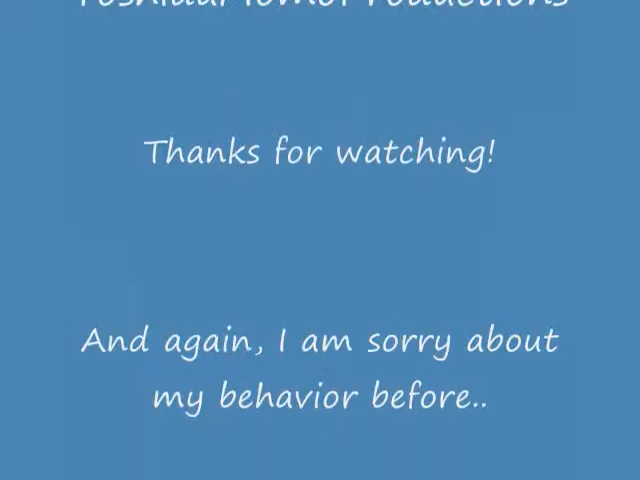 Thanks for watching!
And again, I am sorry about
my behavior before..